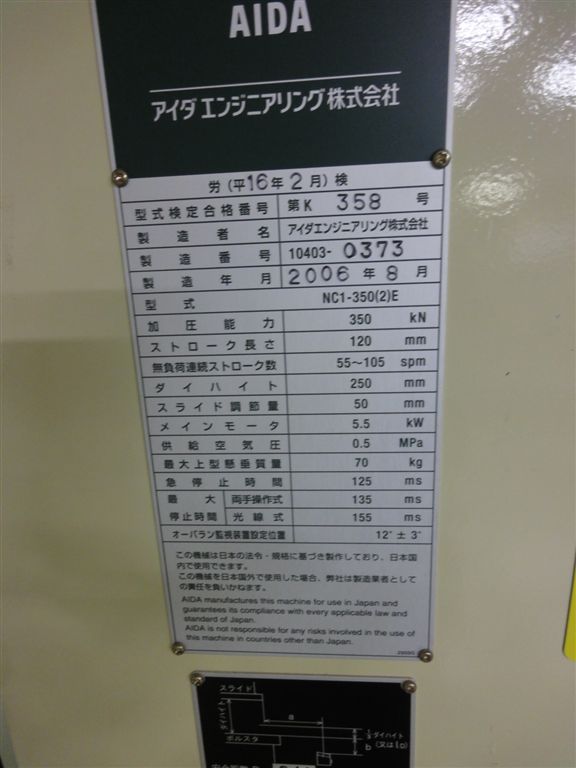 AIDA
アイダエンジニアリング株式会社
労(平16年2月)検
型式検定合格番号 第K 358 号
製造者名 アイダエンジニアリング株式会社
製造番号 10403-0373
製造年月 2006年8月
型式 NC1-350(2)E
加圧能力 350 kN
ストローク長さ 120 mm
無負荷連続ストローク数 55~105 spm
ダイハイト 250 mm
スライド調節量 50 mm
メインモータ 5.5 kW
供給空気圧 0.5 MPa
最大上型懸垂質量 70 kg
急停止時間 125 ms
最大 両手操作式 135 ms
停止時間 光線式 155 ms
オーバラン監視装置設定位置 12°±3°
この機械は日本の法令・規格に基づき製作しており、日本国
内で使用できます。
この機械を日本国外で使用した場合、弊社は製造業者として
の責任を負いかねます。
AIDA manufactures this machine for use in Japan and
guarantees its compliance with every applicable law and
standard of Japan.
AIDA is not responsible for any risks involved in the use of
this machine in countries other than Japan.
スライド
a
ダイハイト
ボルスタ
1/3ダイハイト
b (又はlo)